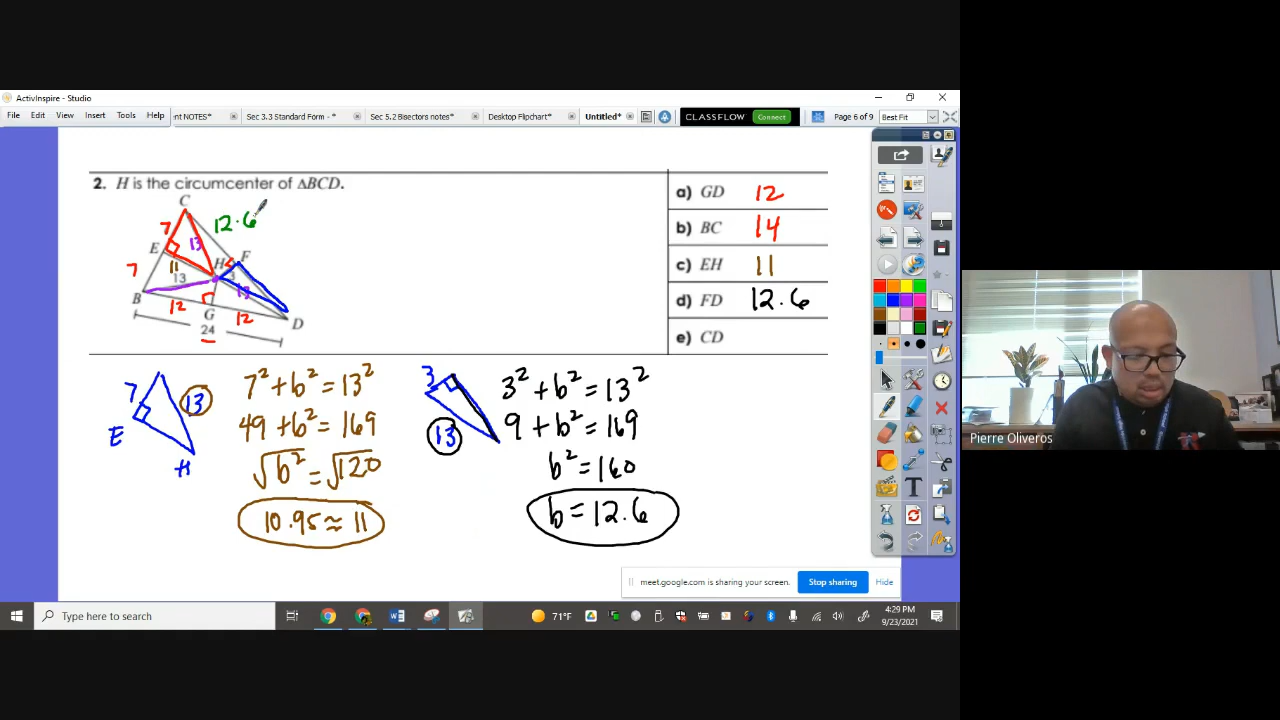 ActivInspire - Studio
File Edit View Insert Tools Help
nt NOTES* Sec 3.3 Standard Form - * Sec 5.2 Bisectors notes* Desktop Flipchart* Untitled* CLASSFLOW Connect Page 6 of 9 Best Fit
2. H is the circumcenter of ΔBCD.
C
7
12.6
E
13
H
F
11
3
7
13
13
B
12
G
12
D
24
a) GD 12
b) BC 14
c) EH 11
d) FD 12.6
e) CD
7
13
E
H
7² + b² = 13²
49 + b² = 169
√b² = √120
10.95 ≈ 11
3
13
3² + b² = 13²
9 + b² = 169
b² = 160
b = 12.6
Pierre Oliveros
meet.google.com is sharing your screen. Stop sharing Hide
Type here to search
71°F
4:29 PM
9/23/2021